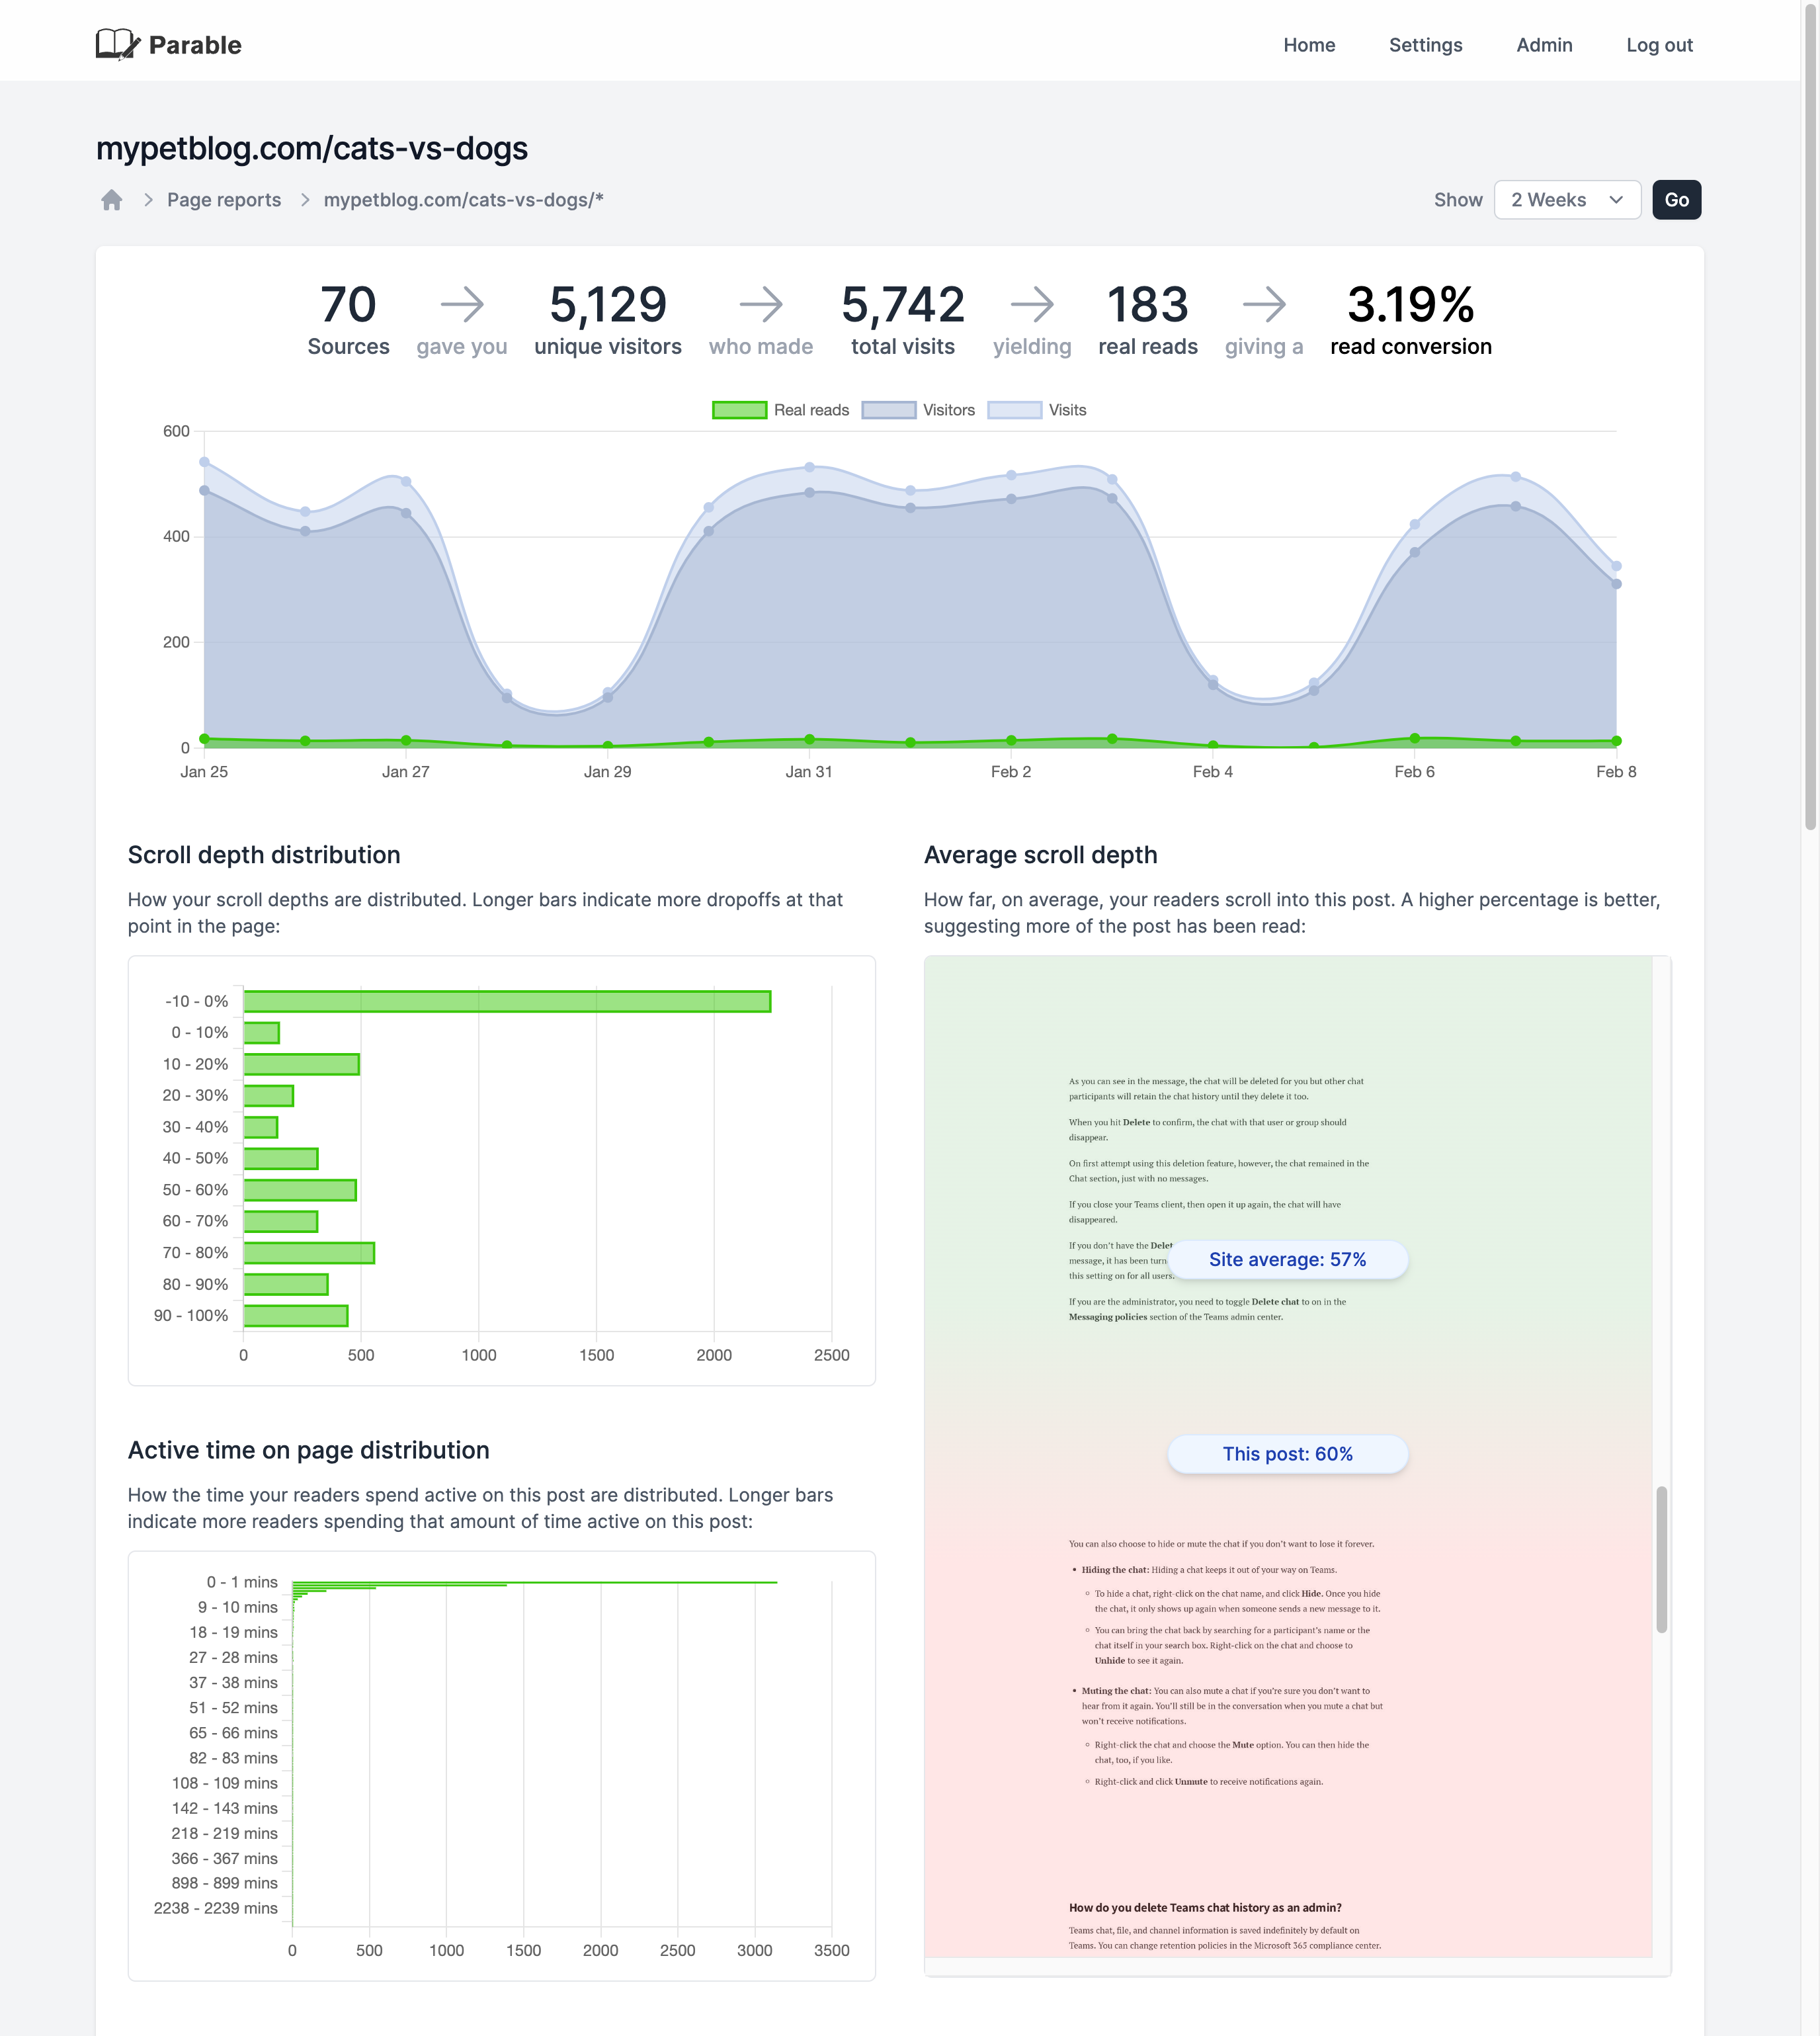 Parable
Home Settings Admin Log out
mypetblog.com/cats-vs-dogs
Page reports mypetblog.com/cats-vs-dogs/*
Show 2 Weeks Go
70 5,129 5,742 183 3.19%
Sources gave you unique visitors who made total visits yielding real reads giving a read conversion
Real reads Visitors Visits
600
400
200
0
Jan 25 Jan 27 Jan 29 Jan 31 Feb 2 Feb 4 Feb 6 Feb 8
Scroll depth distribution
How your scroll depths are distributed. Longer bars indicate more dropoffs at that
point in the page:
-10 - 0%
0 - 10%
10 - 20%
20 - 30%
30 - 40%
40 - 50%
50 - 60%
60 - 70%
70 - 80%
80 - 90%
90 - 100%
0 500 1000 1500 2000 2500
Active time on page distribution
How the time your readers spend active on this post are distributed. Longer bars
indicate more readers spending that amount of time active on this post:
0 - 1 mins
9 - 10 mins
18 - 19 mins
27 - 28 mins
37 - 38 mins
51 - 52 mins
65 - 66 mins
82 - 83 mins
108 - 109 mins
142 - 143 mins
218 - 219 mins
366 - 367 mins
898 - 899 mins
2238 - 2239 mins
0 500 1000 1500 2000 2500 3000 3500
Average scroll depth
How far, on average, your readers scroll into this post. A higher percentage is better,
suggesting more of the post has been read:
As you can see in the message, the chat will be deleted for you but other chat
participants will retain the chat history until they delete it too.
When you hit Delete to confirm, the chat with that user or group should
disappear.
On first attempt using this deletion feature, however, the chat remained in the
Chat section, just with no messages.
If you close your Teams client, then open it up again, the chat will have
disappeared.
If you don't have the
message, it has been turn
this setting on for all users.
Site average: 57%
If you are the administrator, you need to toggle Delete chat to on in the
Messaging policies section of the Teams admin center.
This post: 60%
You can also choose to hide or mute the chat if you don't want to lose it forever.
Hiding the chat: Hiding a chat keeps it out of your way on Teams.
To hide a chat, right-click on the chat name, and click Hide. Once you hide
the chat, it only shows up again when someone sends a new message to it.
You can bring the chat back by searching for a participant's name or the
chat itself in your search box. Right-click on the chat and choose to
Unhide to see it again.
Muting the chat: You can also mute a chat if you're sure you don't want to
hear from it again. You'll still be in the conversation when you mute a chat but
won't receive notifications.
Right-click the chat and choose the Mute option. You can then hide the
chat, too, if you like.
Right-click and click Unmute to receive notifications again.
How do you delete Teams chat history as an admin?
Teams chat, file, and channel information is saved indefinitely by default on
Teams. You can change retention policies in the Microsoft 365 compliance center.